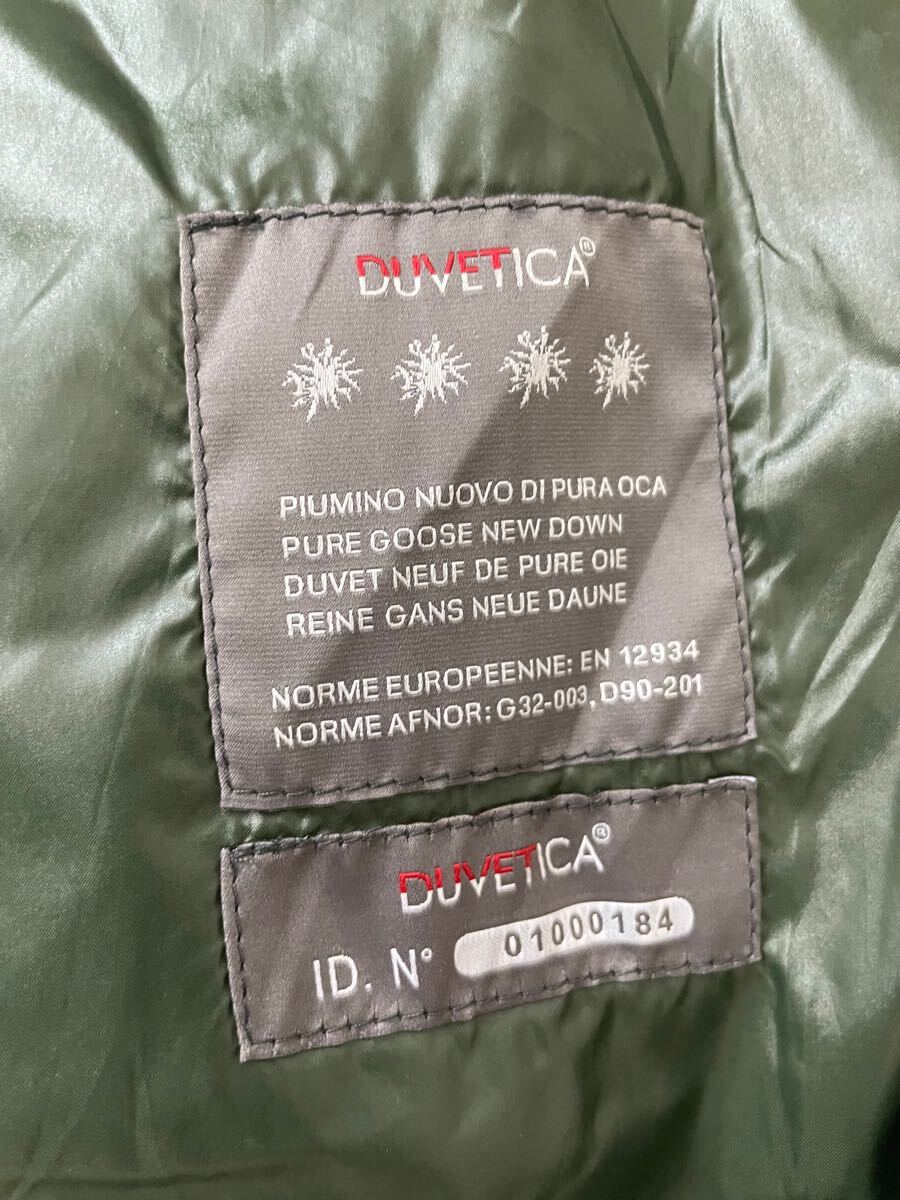 DUVETICA®
PIUMINO NUOVO DI PURA OCA
PURE GOOSE NEW DOWN
DUVET NEUF DE PURE OIE
REINE GANS NEUE DAUNE
NORME EUROPEENNE: EN 12934
NORME AFNOR: G32-003, D90-201
DUVETICA®
ID. N° 01000184